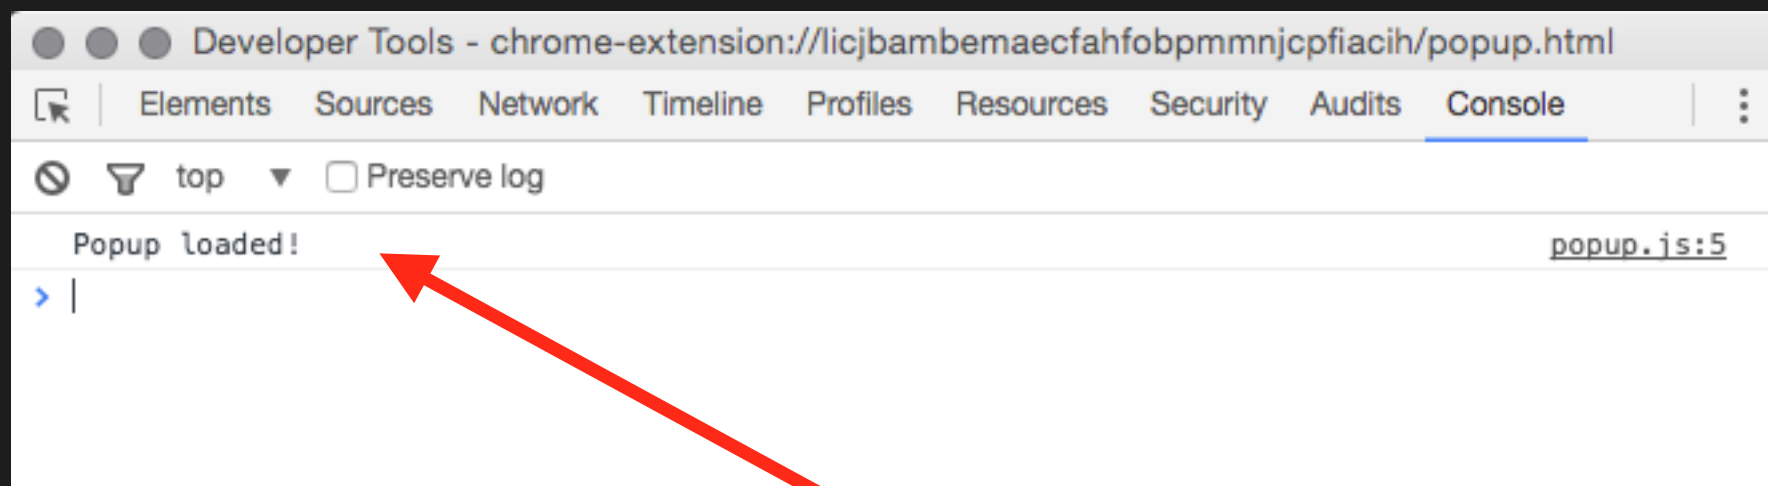 Developer Tools - chrome-extension://licjbambemaecfahfobpmmnjcpfiacih/popup.html
Elements Sources Network Timeline Profiles Resources Security Audits Console
top Preserve log
Popup loaded! popup.js:5